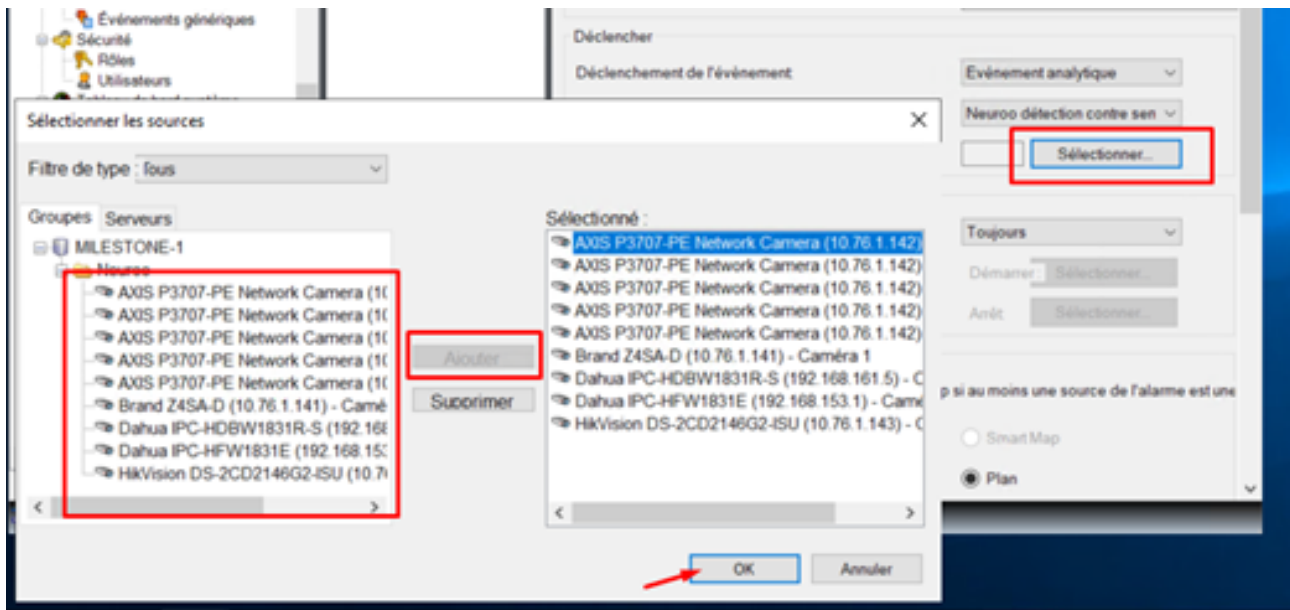 Événements génériques
Sécurité
Rôles
Utilisateurs
Déclencher
Déclenchement de l'évènement
Evénement analytique
Neuroo détection contre sen
Sélectionner...
Sélectionner les sources
Filtre de type : Tous
Groupes Serveurs
MILESTONE-1
Neuroo
AXIS P3707-PE Network Camera (10
AXIS P3707-PE Network Camera (10
AXIS P3707-PE Network Camera (10
AXIS P3707-PE Network Camera (10
AXIS P3707-PE Network Camera (10
Brand Z4SA-D (10.76.1.141) - Camé
Dahua IPC-HDBW1831R-S (192.168
Dahua IPC-HFW1831E (192.168.153
HikVision DS-2CD2146G2-ISU (10.76
Ajouter
Supprimer
Sélectionné :
AXIS P3707-PE Network Camera (10.76.1.142)
AXIS P3707-PE Network Camera (10.76.1.142)
AXIS P3707-PE Network Camera (10.76.1.142)
AXIS P3707-PE Network Camera (10.76.1.142)
AXIS P3707-PE Network Camera (10.76.1.142)
Brand Z4SA-D (10.76.1.141) - Caméra 1
Dahua IPC-HDBW1831R-S (192.168.161.5) - C
Dahua IPC-HFW1831E (192.168.153.1) - Came
HikVision DS-2CD2146G2-ISU (10.76.1.143) - C
OK Annuler
Toujours
Démarrer Sélectionner...
Arrêt Sélectionner...
p si au moins une source de l'alarme est une
Smart Map
Plan